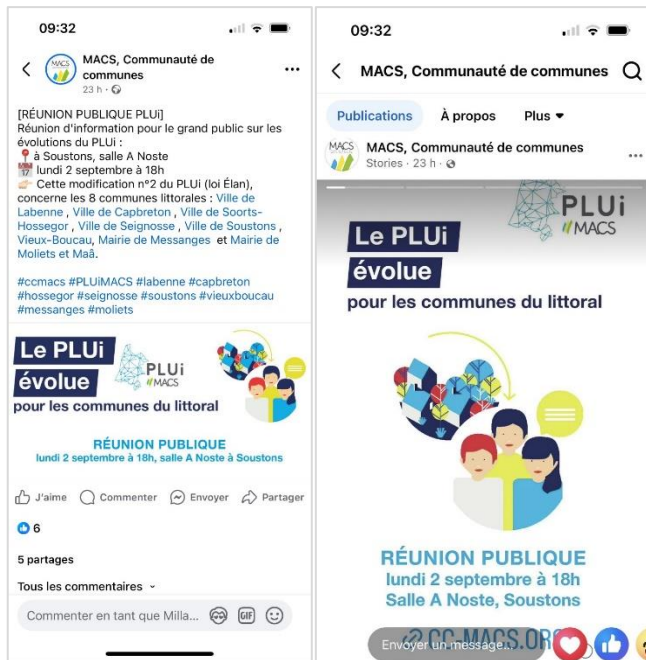 09:32
MACS, Communauté de
communes
23 h ·
[RÉUNION PUBLIQUE PLUi]
Réunion d'information pour le grand public sur les
évolutions du PLUi :
à Soustons, salle A Noste
lundi 2 septembre à 18h
Cette modification n°2 du PLUi (loi Élan),
concerne les 8 communes littorales : Ville de
Labenne , Ville de Capbreton , Ville de Soorts-
Hossegor , Ville de Seignosse , Ville de Soustons ,
Vieux-Boucau, Mairie de Messanges et Mairie de
Moliets et Maâ.
#ccmacs #PLUiMACS #labenne #capbreton
#hossegor #seignosse #soustons #vieuxboucau
#messanges #moliets
Le PLUi
évolue
PLUi
MACS
pour les communes du littoral
RÉUNION PUBLIQUE
lundi 2 septembre à 18h, salle A Noste à Soustons
J'aime Commenter Envoyer Partager
6
5 partages
Tous les commentaires
Commenter en tant que Milla... GIF
09:32
MACS, Communauté de communes
Publications À propos Plus
MACS
MACS, Communauté de communes
Stories · 23 h ·
PLUi
MACS
Le PLUi
évolue
pour les communes du littoral
RÉUNION PUBLIQUE
lundi 2 septembre à 18h
Salle A Noste, Soustons
CC-MACS.ORG
Envoyer un message...